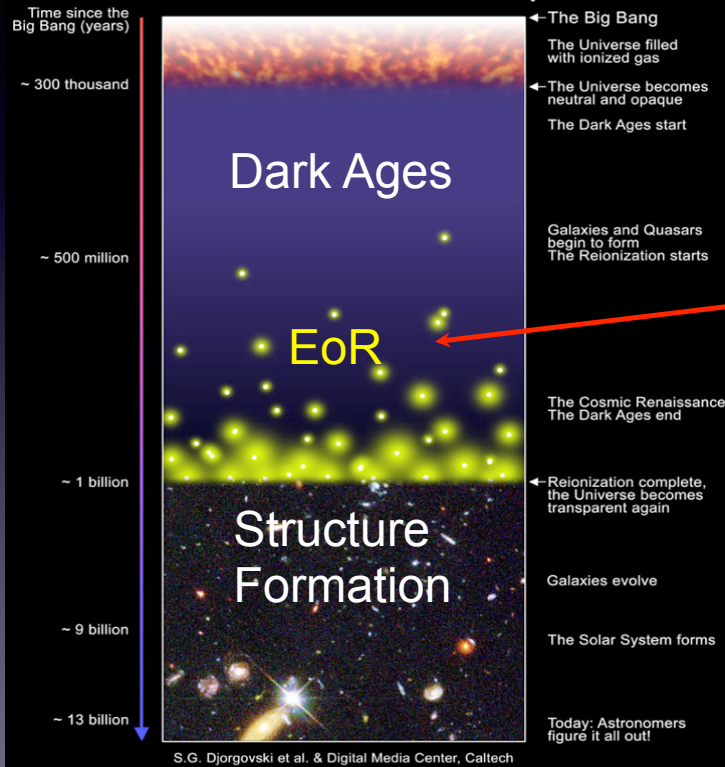 Time since the
Big Bang (years)
The Big Bang
The Universe filled
with ionized gas
~ 300 thousand
The Universe becomes
neutral and opaque
The Dark Ages start
Dark Ages
Galaxies and Quasars
begin to form
The Reionization starts
~ 500 million
EoR
The Cosmic Renaissance
The Dark Ages end
~ 1 billion
Reionization complete,
the Universe becomes
transparent again
Structure
Formation
Galaxies evolve
~ 9 billion
The Solar System forms
~ 13 billion
Today: Astronomers
figure it all out!
S.G. Djorgovski et al. & Digital Media Center, Caltech